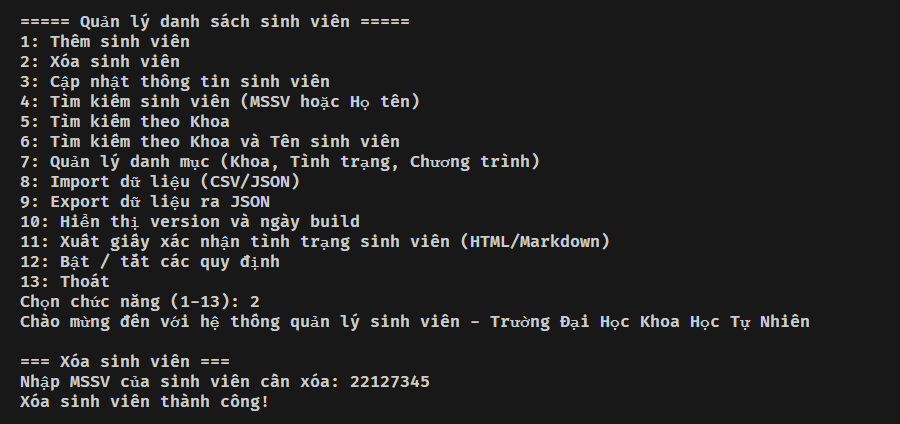 ===== Quản lý danh sách sinh viên =====
1: Thêm sinh viên
2: Xóa sinh viên
3: Cập nhật thông tin sinh viên
4: Tìm kiếm sinh viên (MSSV hoặc Họ tên)
5: Tìm kiếm theo Khoa
6: Tìm kiếm theo Khoa và Tên sinh viên
7: Quản lý danh mục (Khoa, Tình trạng, Chương trình)
8: Import dữ liệu (CSV/JSON)
9: Export dữ liệu ra JSON
10: Hiển thị version và ngày build
11: Xuất giấy xác nhận tình trạng sinh viên (HTML/Markdown)
12: Bật / tắt các quy định
13: Thoát
Chọn chức năng (1-13): 2
Chào mừng đến với hệ thống quản lý sinh viên - Trường Đại Học Khoa Học Tự Nhiên
=== Xóa sinh viên ===
Nhập MSSV của sinh viên cần xóa: 22127345
Xóa sinh viên thành công!